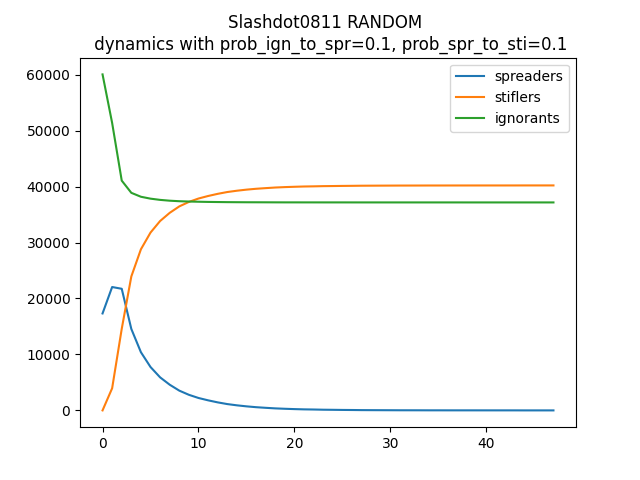 Slashdot0811 RANDOM
dynamics with prob_ign_to_spr=0.1, prob_spr_to_sti=0.1
spreaders
stiflers
ignorants
60000
50000
40000
30000
20000
10000
0
0 10 20 30 40